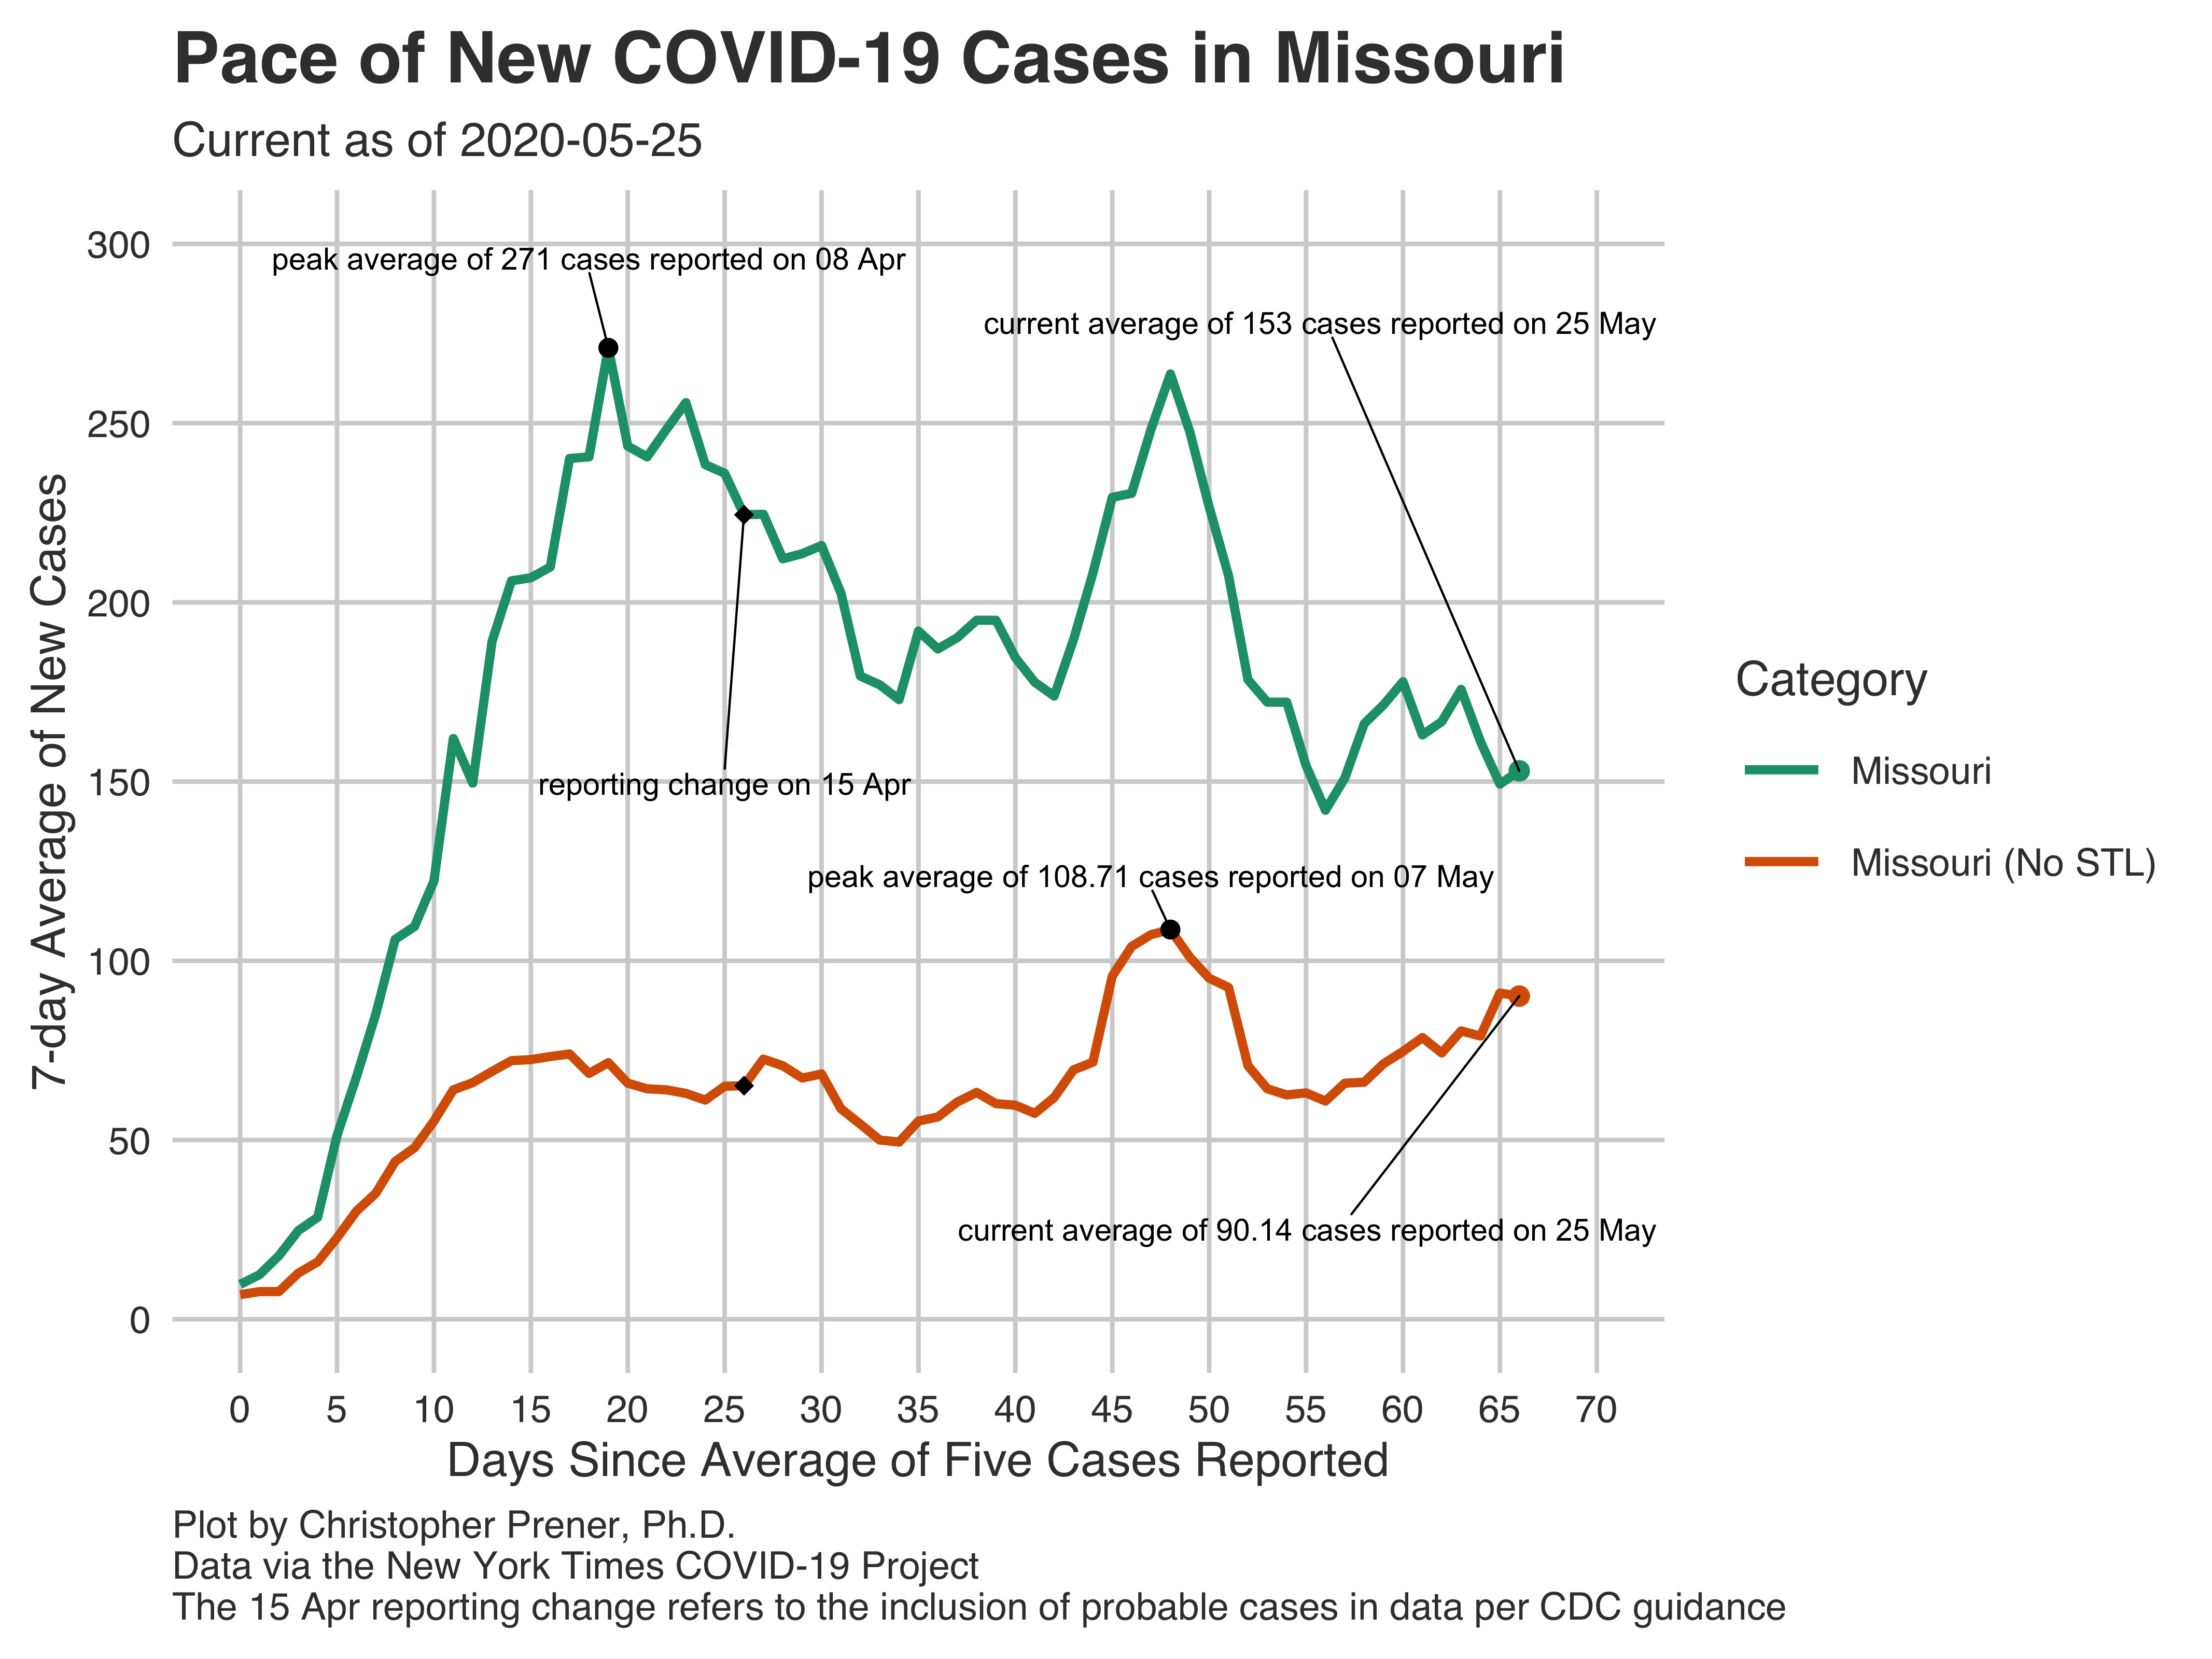 Pace of New COVID-19 Cases in Missouri
Current as of 2020-05-25
7-day Average of New Cases
300
250
200
150
100
50
0
peak average of 271 cases reported on 08 Apr
current average of 153 cases reported on 25 May
reporting change on 15 Apr
peak average of 108.71 cases reported on 07 May
current average of 90.14 cases reported on 25 May
Category
Missouri
Missouri (No STL)
0 5 10 15 20 25 30 35 40 45 50 55 60 65 70
Days Since Average of Five Cases Reported
Plot by Christopher Prener, Ph.D.
Data via the New York Times COVID-19 Project
The 15 Apr reporting change refers to the inclusion of probable cases in data per CDC guidance